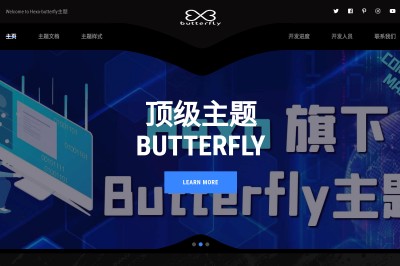 Welcome to Hexo butterfly主题
butterfly
主页 主题文档 主题样式 开发进度 开发人员 联系我们
顶级主题
BUTTERFLY
LEARN MORE
旗下
Butterfly主题